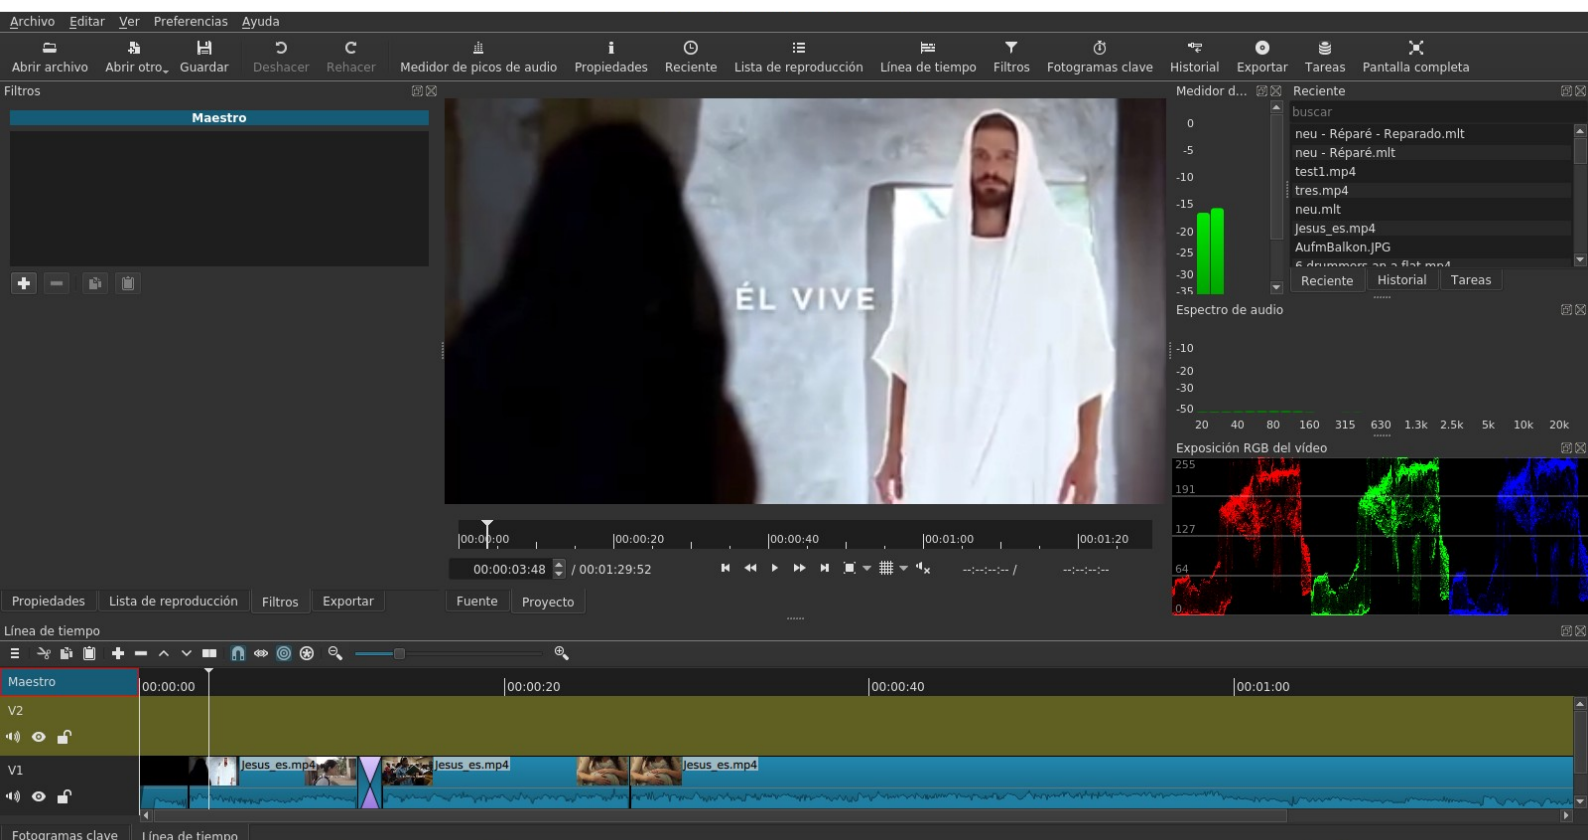 Archivo Editar Ver Preferencias Ayuda
Abrir archivo Abrir otro Guardar Deshacer Rehacer Medidor de picos de audio Propiedades Reciente Lista de reproducción Línea de tiempo Filtros Fotogramas clave Historial Exportar Tareas Pantalla completa
Filtros
Maestro
ÉL VIVE
Medidor d...
0
-5
-10
-15
-20
-25
-30
-35
Reciente
buscar
neu - Réparé - Reparado.mlt
neu - Réparé.mlt
test1.mp4
tres.mp4
neu.mlt
Jesus_es.mp4
AufmBalkon.JPG
6 drummers an a flat.mp4
Reciente Historial Tareas
Espectro de audio
-10
-20
-30
-50
20 40 80 160 315 630 1.3k 2.5k 5k 10k 20k
Exposición RGB del vídeo
255
191
127
64
0
00:00:00 00:00:20 00:00:40 00:01:00 00:01:20
00:00:03:48 / 00:01:29:52 --:--:--:-- / --:--:--:--
Propiedades Lista de reproducción Filtros Exportar
Fuente Proyecto
Línea de tiempo
Maestro 00:00:00 00:00:20 00:00:40 00:01:00
V2
V1 Jesus_es.mp4 Jesus_es.mp4 Jesus_es.mp4
Fotogramas clave Línea de tiempo